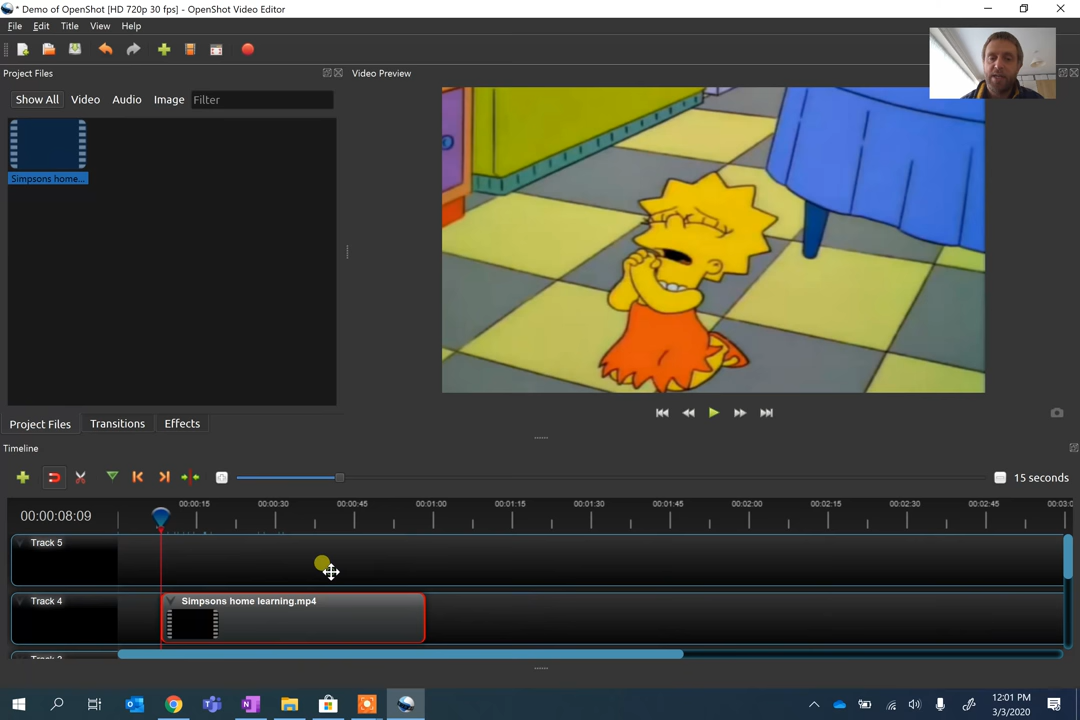 * Demo of OpenShot [HD 720p 30 fps] - OpenShot Video Editor
File Edit Title View Help
Project Files
Video Preview
Show All Video Audio Image Filter
Simpsons home...
Project Files Transitions Effects
Timeline
15 seconds
00:00:08:09
00:00:15 00:00:30 00:00:45 00:01:00 00:01:15 00:01:30 00:01:45 00:02:00 00:02:15 00:02:30 00:02:45
Track 5
Track 4
Simpsons home learning.mp4
12:01 PM
3/3/2020